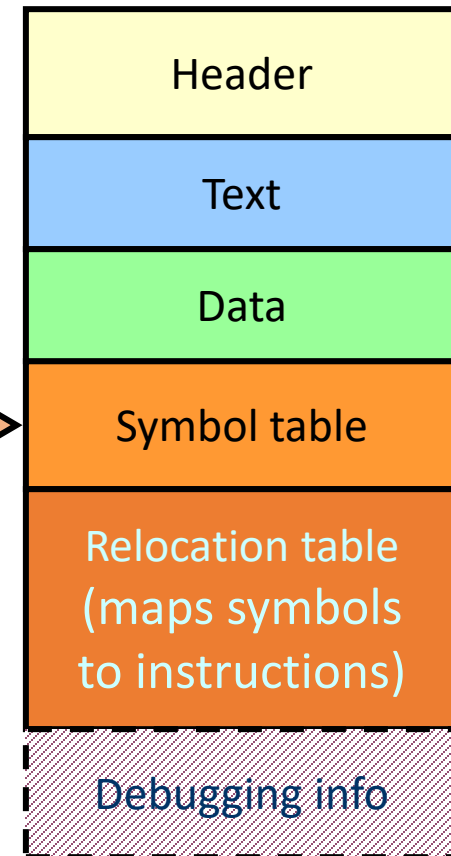 Header
Text
Data
Symbol table
Relocation table
(maps symbols
to instructions)
Debugging info